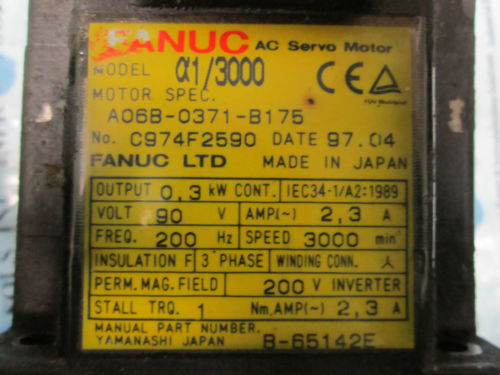 FANUC AC Servo Motor
MODEL α1/3000
MOTOR SPEC.
A06B-0371-B175
No. C974F2590 DATE 97.04
FANUC LTD MADE IN JAPAN
OUTPUT 0,3 kW CONT. IEC34-1/A2:1989
VOLT 90 V AMP(~) 2,3 A
FREQ. 200 Hz SPEED 3000 min⁻¹
INSULATION F 3~PHASE WINDING CONN. 人
PERM. MAG. FIELD 200 V INVERTER
STALL TRQ. 1 Nm, AMP(~) 2,3 A
MANUAL PART NUMBER.
YAMANASHI JAPAN B-65142E